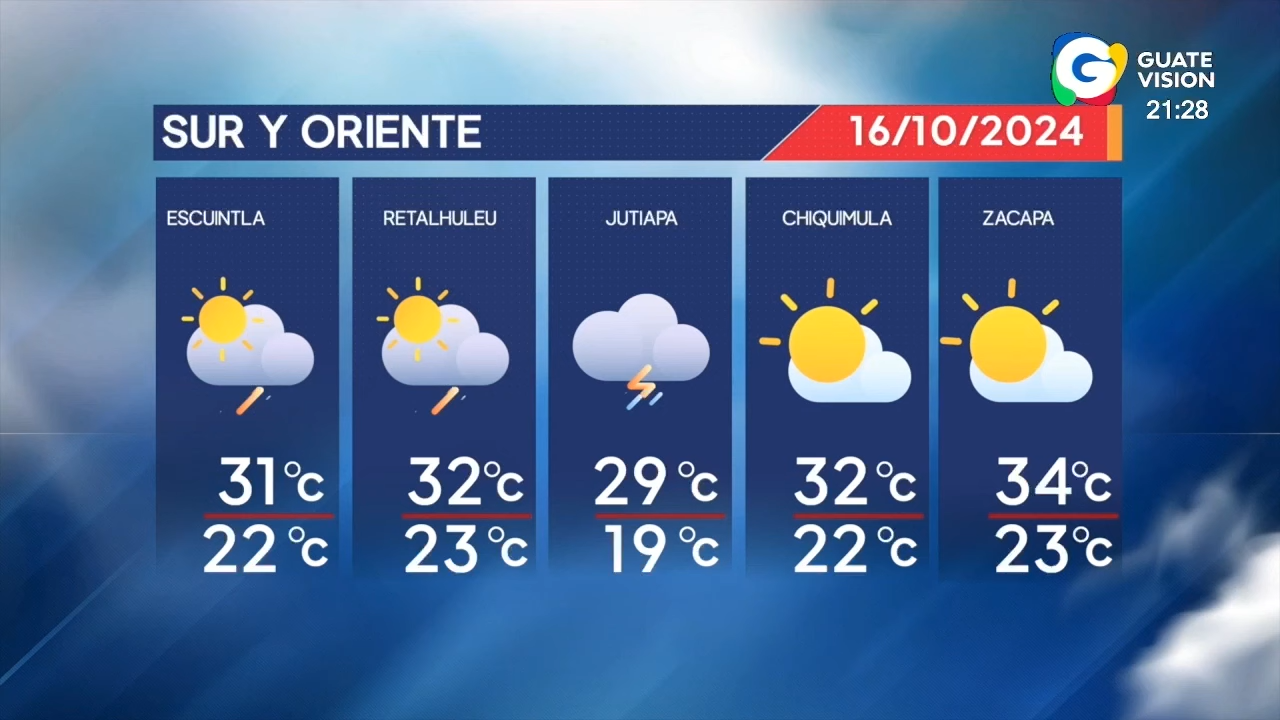 GUATE
VISION
21:28
SUR Y ORIENTE
16/10/2024
ESCUINTLA
RETALHULEU
JUTIAPA
CHIQUIMULA
ZACAPA
31°C
32°C
29°C
32°C
34°C
22°C
23°C
19°C
22°C
23°C